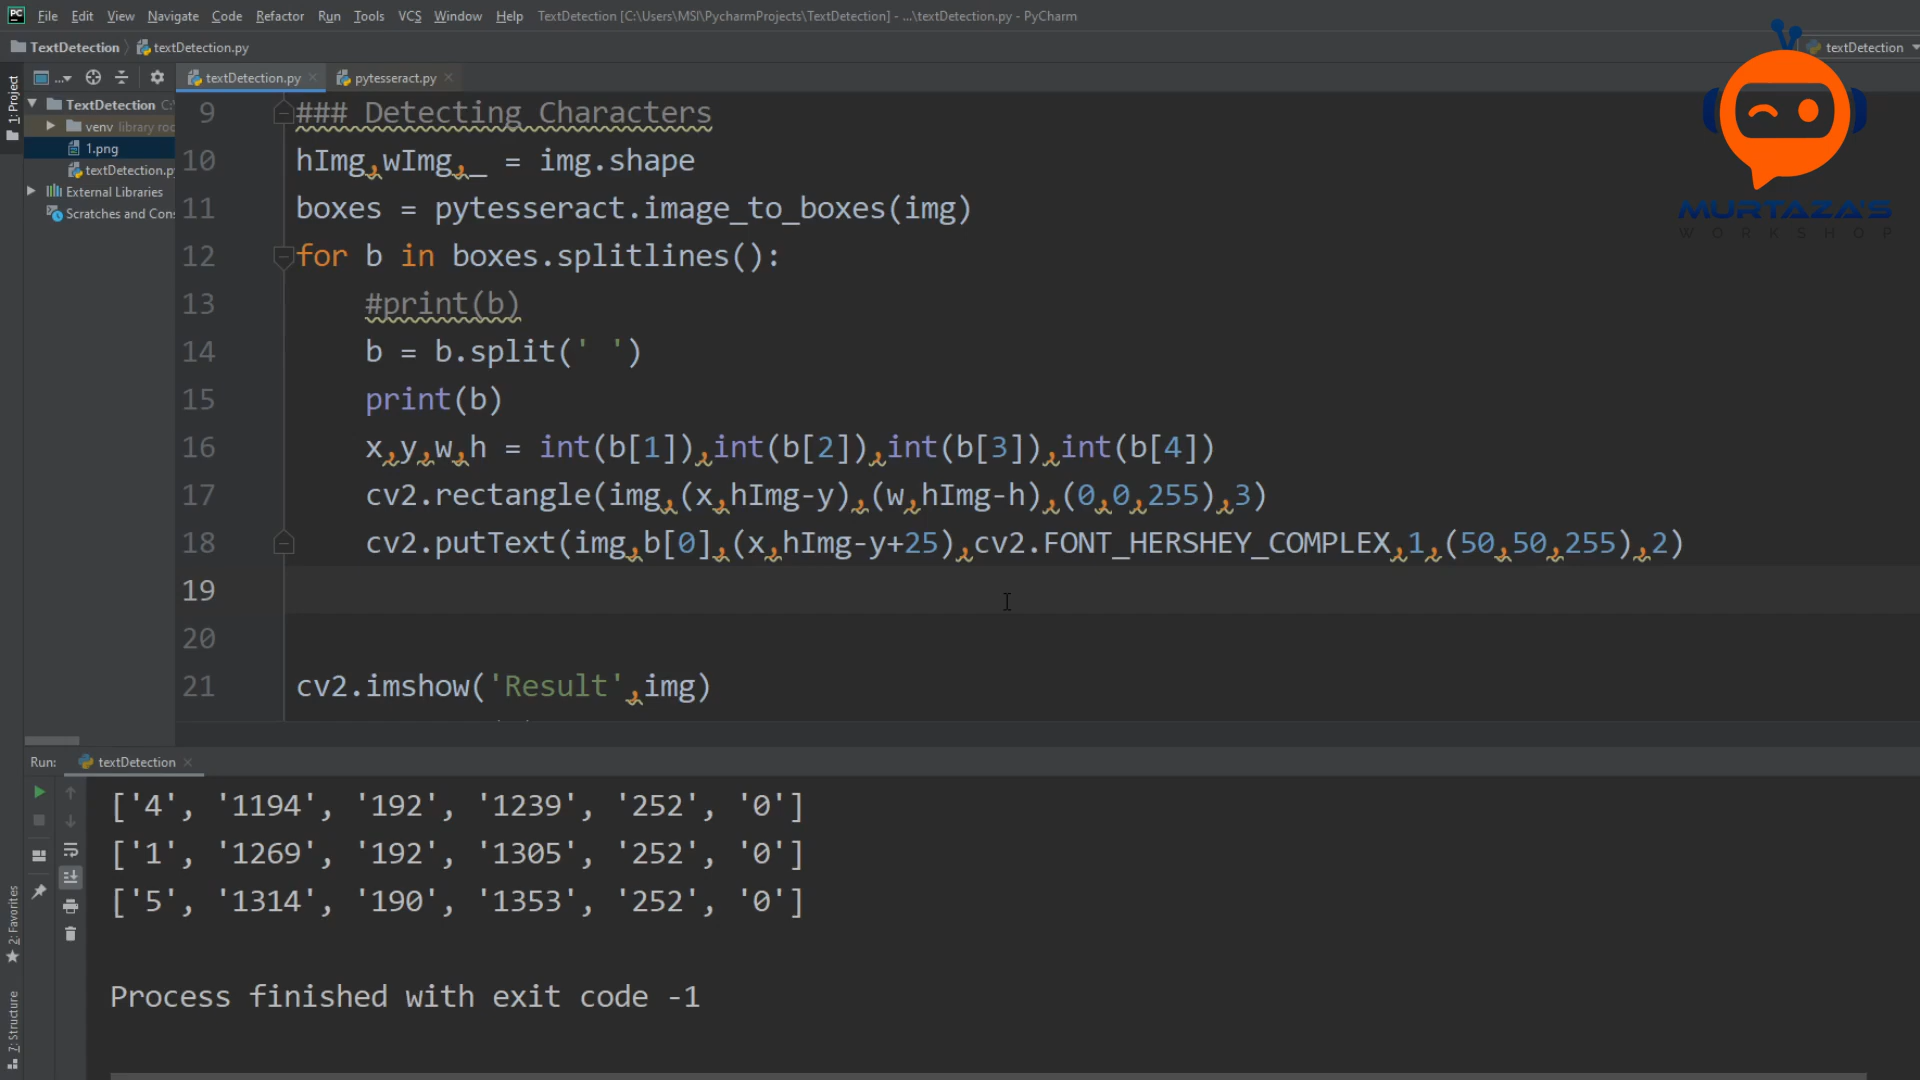 File Edit View Navigate Code Refactor Run Tools VCS Window Help TextDetection [C:\Users\MSI\PycharmProjects\TextDetection] - ...\textDetection.py - PyCharm
TextDetection textDetection.py textDetection
... textDetection.py pytesseract.py
1: Project
TextDetection C:\
venv library roo
1.png
textDetection.p
External Libraries
Scratches and Con
9 ### Detecting Characters
10 hImg,wImg,_ = img.shape
11 boxes = pytesseract.image_to_boxes(img)
12 for b in boxes.splitlines():
13 #print(b)
14 b = b.split(' ')
15 print(b)
16 x,y,w,h = int(b[1]),int(b[2]),int(b[3]),int(b[4])
17 cv2.rectangle(img,(x,hImg-y),(w,hImg-h),(0,0,255),3)
18 cv2.putText(img,b[0],(x,hImg-y+25),cv2.FONT_HERSHEY_COMPLEX,1,(50,50,255),2)
19
20
21 cv2.imshow('Result',img)
MURTAZA'S
WORKSHOP
Run: textDetection
['4', '1194', '192', '1239', '252', '0']
['1', '1269', '192', '1305', '252', '0']
['5', '1314', '190', '1353', '252', '0']
Process finished with exit code -1
2: Favorites
7: Structure